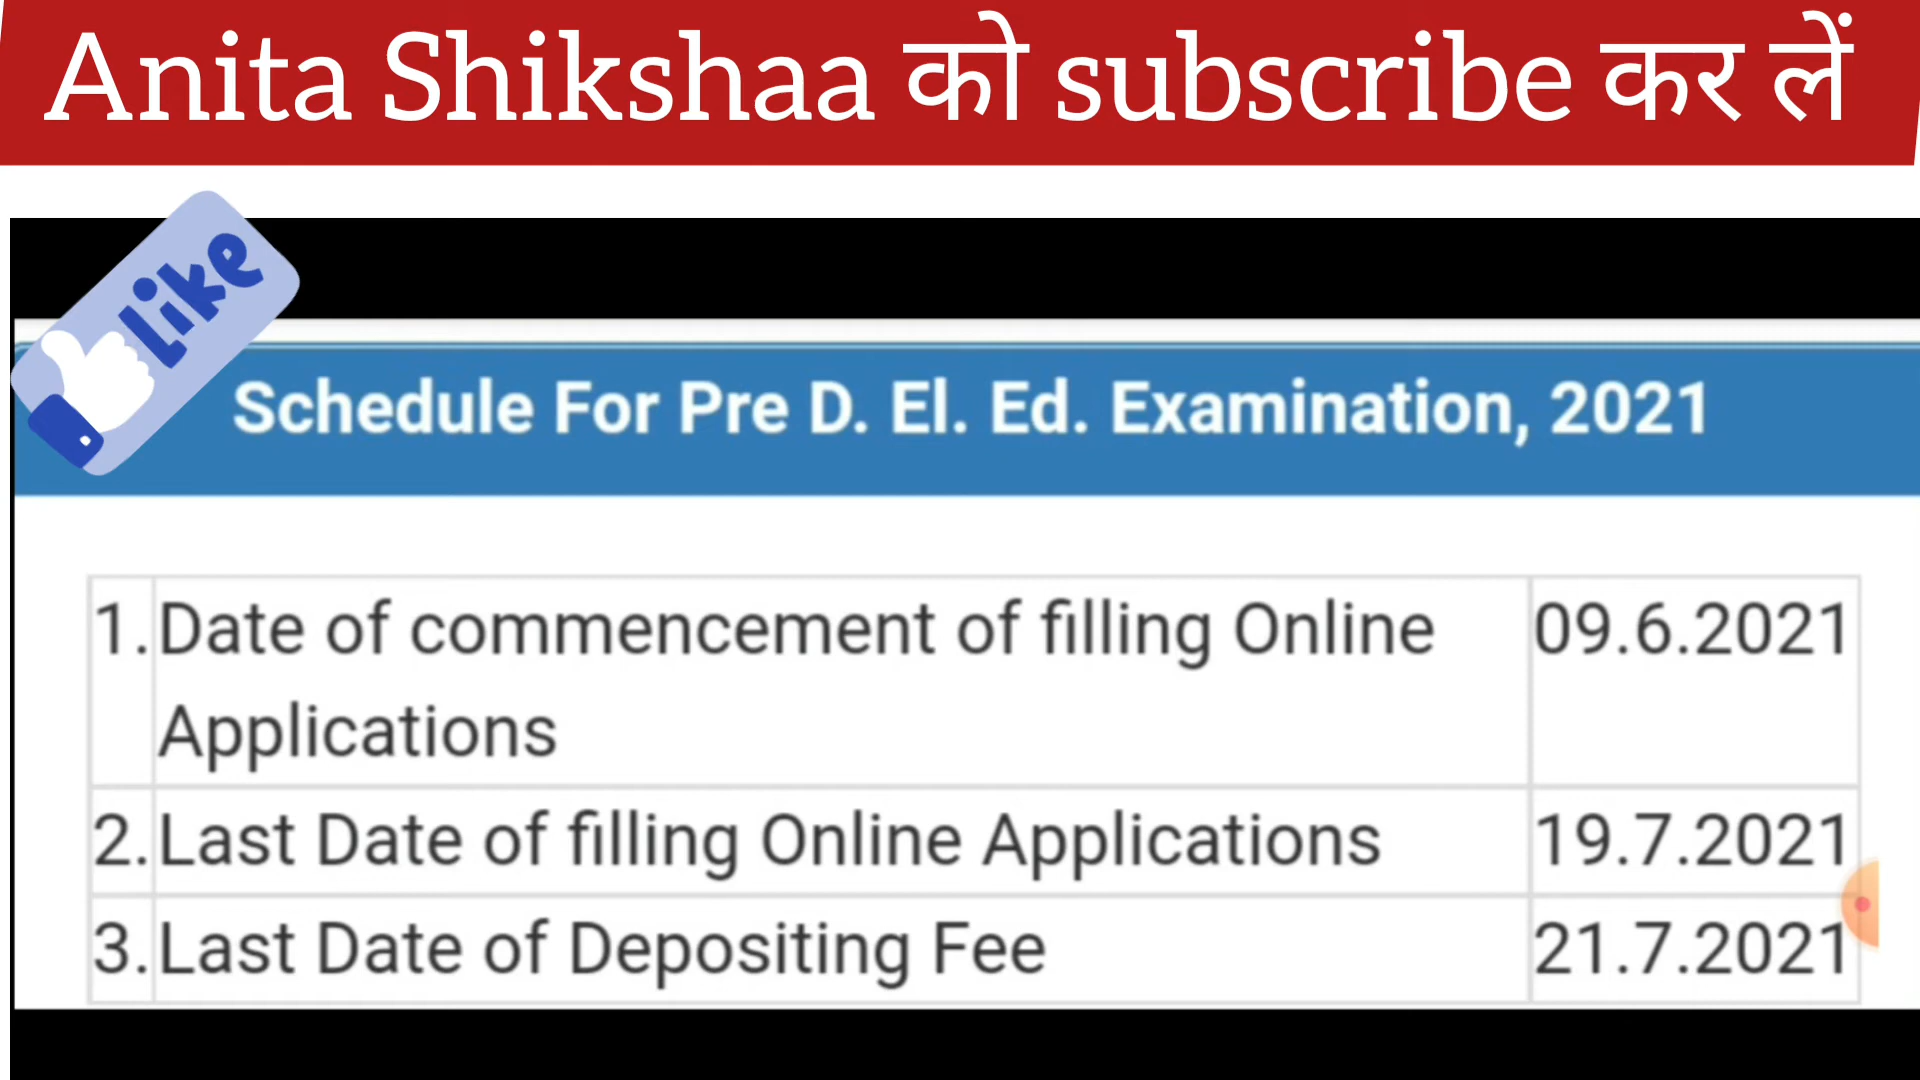 Anita Shikshaa को subscribe कर लें
Like
Schedule For Pre D. El. Ed. Examination, 2021
1. Date of commencement of filling Online 09.6.2021
Applications
2. Last Date of filling Online Applications 19.7.2021
3. Last Date of Depositing Fee 21.7.2021